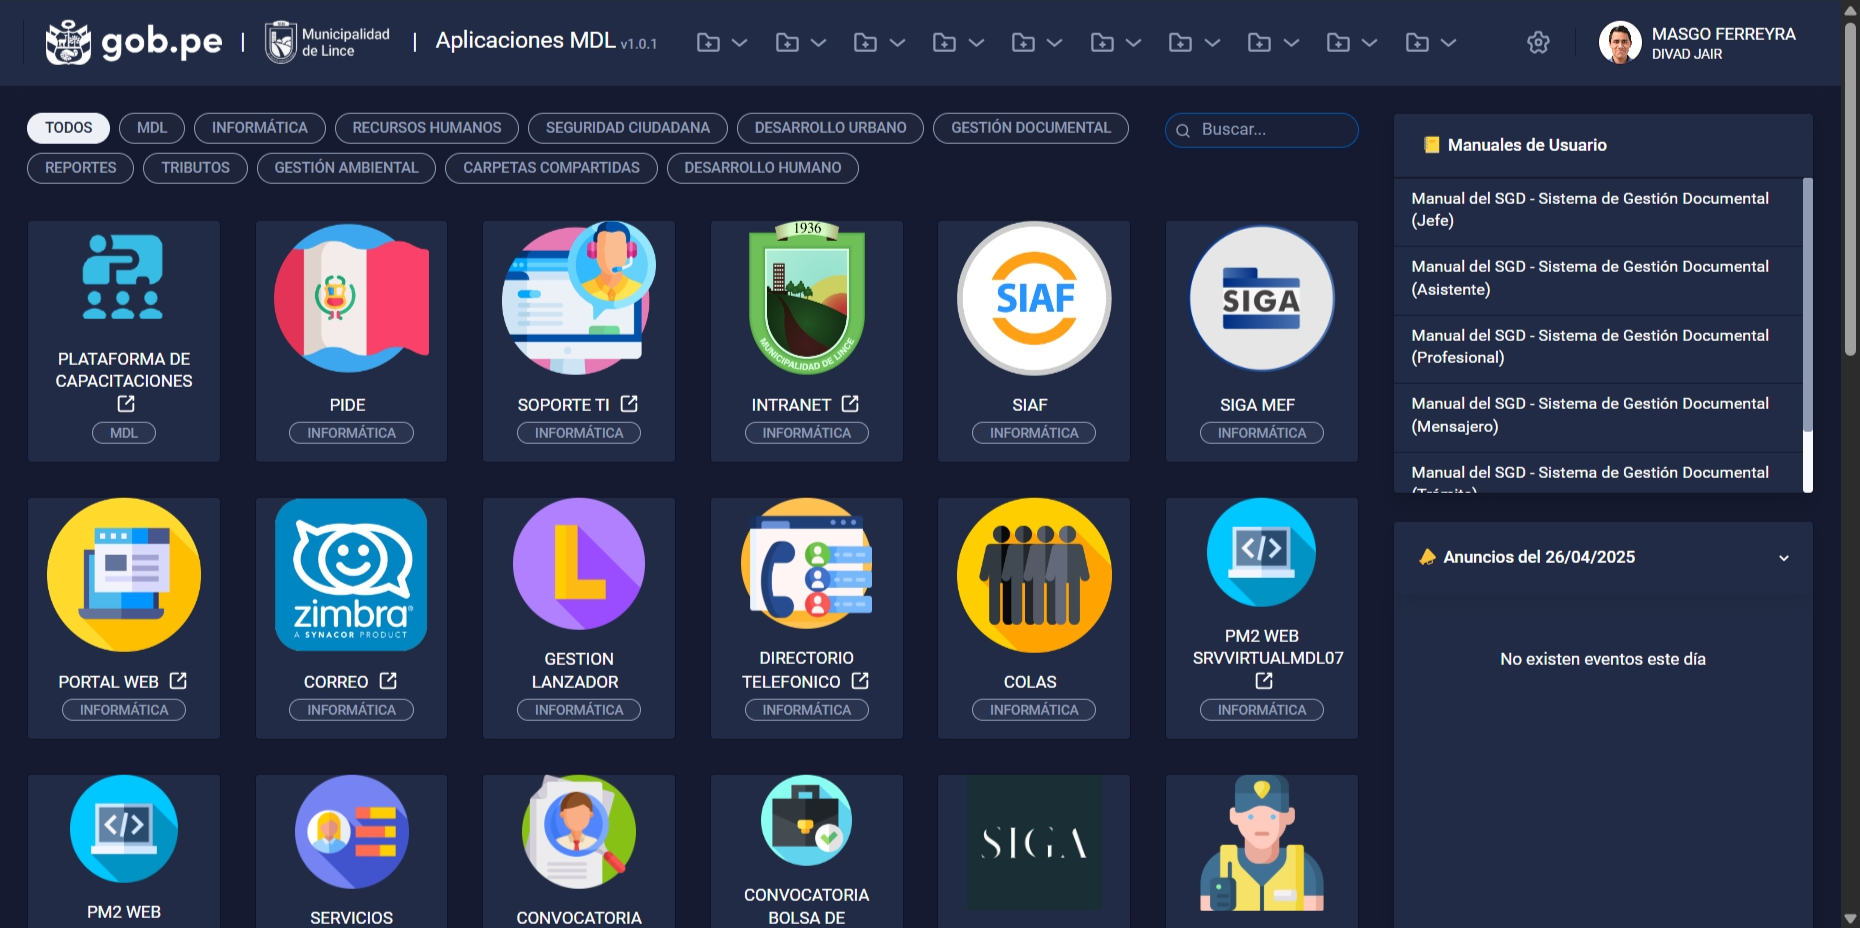 gob.pe | Municipalidad de Lince | Aplicaciones MDL v1.0.1
MASGO FERREYRA
DIVAD JAIR
TODOS MDL INFORMÁTICA RECURSOS HUMANOS SEGURIDAD CIUDADANA DESARROLLO URBANO GESTIÓN DOCUMENTAL
REPORTES TRIBUTOS GESTIÓN AMBIENTAL CARPETAS COMPARTIDAS DESARROLLO HUMANO
Buscar...
PLATAFORMA DE
CAPACITACIONES
MDL
PIDE
INFORMÁTICA
SOPORTE TI
INFORMÁTICA
1936
MUNICIPALIDAD DE LINCE
INTRANET
INFORMÁTICA
SIAF
SIAF
INFORMÁTICA
SIGA
SIGA MEF
INFORMÁTICA
PORTAL WEB
INFORMÁTICA
zimbra®
A SYNACOR PRODUCT
CORREO
INFORMÁTICA
L
GESTION
LANZADOR
INFORMÁTICA
DIRECTORIO
TELEFONICO
INFORMÁTICA
COLAS
INFORMÁTICA
</>
PM2 WEB
SRVVIRTUALMDL07
INFORMÁTICA
</>
PM2 WEB
SERVICIOS
CONVOCATORIA
CONVOCATORIA
BOLSA DE
SIGA
Manuales de Usuario
Manual del SGD - Sistema de Gestión Documental
(Jefe)
Manual del SGD - Sistema de Gestión Documental
(Asistente)
Manual del SGD - Sistema de Gestión Documental
(Profesional)
Manual del SGD - Sistema de Gestión Documental
(Mensajero)
Manual del SGD - Sistema de Gestión Documental
(Trámite)
Anuncios del 26/04/2025
No existen eventos este día